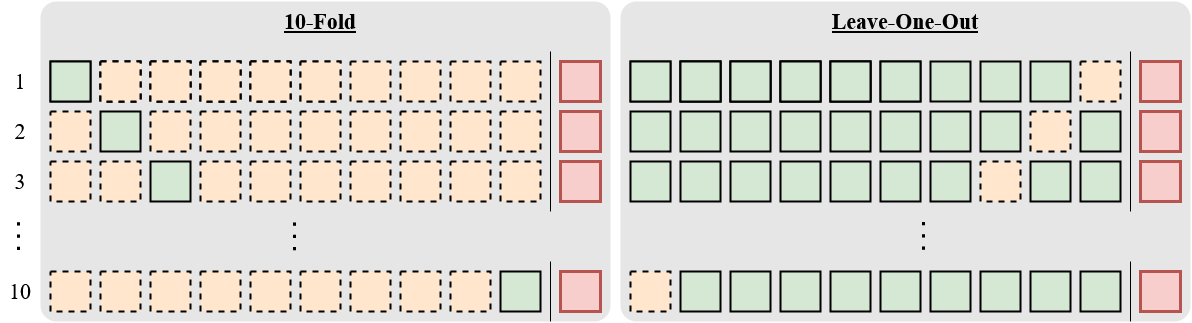 10-Fold
Leave-One-Out
1
2
3
⋮ ⋮ ⋮
10